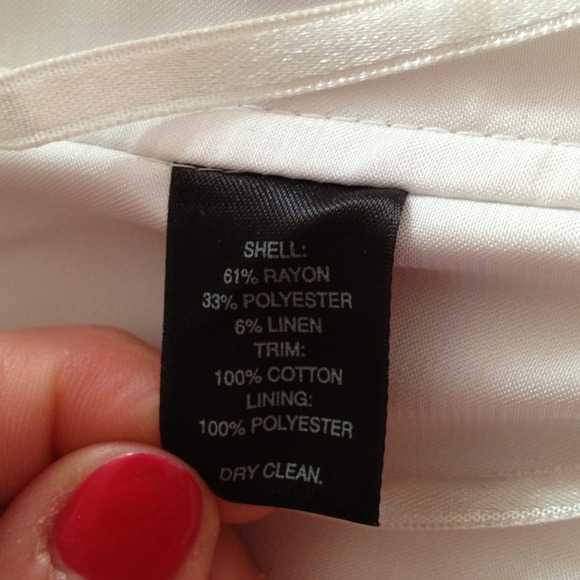 SHELL:
61% RAYON
33% POLYESTER
6% LINEN
TRIM:
100% COTTON
LINING:
100% POLYESTER
DRY CLEAN.